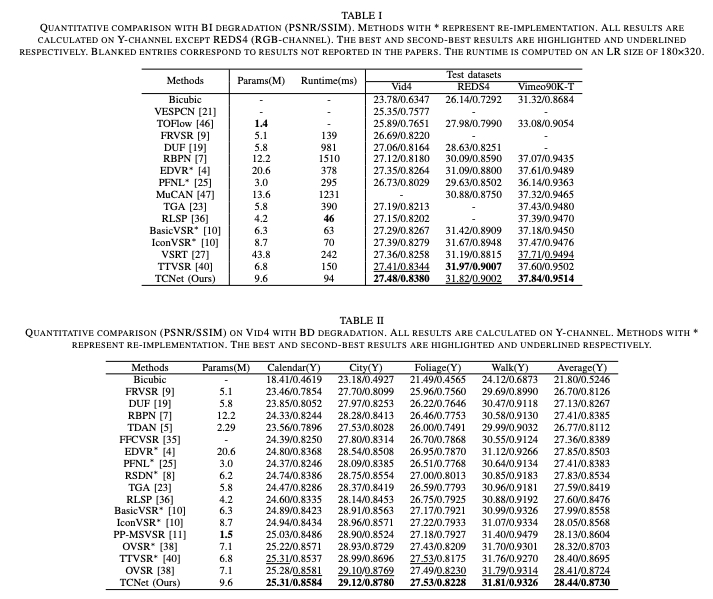 TABLE I
QUANTITATIVE COMPARISON WITH BI DEGRADATION (PSNR/SSIM). METHODS WITH * REPRESENT RE-IMPLEMENTATION. ALL RESULTS ARE
CALCULATED ON Y-CHANNEL EXCEPT REDS4 (RGB-CHANNEL). THE BEST AND SECOND-BEST RESULTS ARE HIGHLIGHTED AND UNDERLINED
RESPECTIVELY. BLANKED ENTRIES CORRESPOND TO RESULTS NOT REPORTED IN THE PAPERS. THE RUNTIME IS COMPUTED ON AN LR SIZE OF 180×320.
Methods Params(M) Runtime(ms) Test datasets
Vid4 REDS4 Vimeo90K-T
Bicubic - - 23.78/0.6347 26.14/0.7292 31.32/0.8684
VESPCN [21] - - 25.35/0.7577 - -
TOFlow [46] 1.4 - 25.89/0.7651 27.98/0.7990 33.08/0.9054
FRVSR [9] 5.1 139 26.69/0.8220 - -
DUF [19] 5.8 981 27.06/0.8164 28.63/0.8251 -
RBPN [7] 12.2 1510 27.12/0.8180 30.09/0.8590 37.07/0.9435
EDVR* [4] 20.6 378 27.35/0.8264 31.09/0.8800 37.61/0.9489
PFNL* [25] 3.0 295 26.73/0.8029 29.63/0.8502 36.14/0.9363
MuCAN [47] 13.6 1231 - 30.88/0.8750 37.32/0.9465
TGA [23] 5.8 390 27.19/0.8213 - 37.43/0.9480
RLSP [36] 4.2 46 27.15/0.8202 - 37.39/0.9470
BasicVSR* [10] 6.3 63 27.29/0.8267 31.42/0.8909 37.18/0.9450
IconVSR* [10] 8.7 70 27.39/0.8279 31.67/0.8948 37.47/0.9476
VSRT [27] 43.8 242 27.36/0.8258 31.19/0.8815 37.71/0.9494
TTVSR [40] 6.8 150 27.41/0.8344 31.97/0.9007 37.60/0.9502
TCNet (Ours) 9.6 94 27.48/0.8380 31.82/0.9002 37.84/0.9514
TABLE II
QUANTITATIVE COMPARISON (PSNR/SSIM) ON VID4 WITH BD DEGRADATION. ALL RESULTS ARE CALCULATED ON Y-CHANNEL. METHODS WITH *
REPRESENT RE-IMPLEMENTATION. THE BEST AND SECOND-BEST RESULTS ARE HIGHLIGHTED AND UNDERLINED RESPECTIVELY.
Methods Params(M) Calendar(Y) City(Y) Foliage(Y) Walk(Y) Average(Y)
Bicubic - 18.41/0.4619 23.18/0.4927 21.49/0.4565 24.12/0.6873 21.80/0.5246
FRVSR [9] 5.1 23.46/0.7854 27.70/0.8099 25.96/0.7560 29.69/0.8990 26.70/0.8126
DUF [19] 5.8 23.85/0.8052 27.97/0.8253 26.22/0.7646 30.47/0.9118 27.13/0.8267
RBPN [7] 12.2 24.33/0.8244 28.28/0.8413 26.46/0.7753 30.58/0.9130 27.41/0.8385
TDAN [5] 2.29 23.56/0.7896 27.53/0.8028 26.00/0.7491 29.99/0.9032 26.77/0.8112
FFCVSR [35] - 24.39/0.8250 27.80/0.8314 26.70/0.7868 30.55/0.9124 27.36/0.8389
EDVR* [4] 20.6 24.80/0.8368 28.54/0.8508 26.95/0.7870 31.12/0.9266 27.85/0.8503
PFNL* [25] 3.0 24.37/0.8246 28.09/0.8385 26.51/0.7768 30.64/0.9134 27.41/0.8383
RSDN* [8] 6.2 24.74/0.8386 28.75/0.8554 27.00/0.8013 30.85/0.9183 27.83/0.8534
TGA [23] 5.8 24.47/0.8286 28.37/0.8419 26.59/0.7793 30.96/0.9181 27.59/0.8419
RLSP [36] 4.2 24.60/0.8335 28.14/0.8453 26.75/0.7925 30.88/0.9192 27.60/0.8476
BasicVSR* [10] 6.3 24.89/0.8423 28.91/0.8563 27.17/0.7921 30.99/0.9326 27.99/0.8558
IconVSR* [10] 8.7 24.94/0.8434 28.96/0.8571 27.22/0.7933 31.07/0.9334 28.05/0.8568
PP-MSVSR [11] 1.5 25.03/0.8486 28.90/0.8524 27.18/0.7927 31.40/0.9479 28.13/0.8604
OVSR* [38] 7.1 25.22/0.8571 28.93/0.8729 27.43/0.8209 31.70/0.9301 28.32/0.8703
TTVSR* [40] 6.8 25.31/0.8537 28.99/0.8696 27.53/0.8175 31.76/0.9270 28.40/0.8695
OVSR [38] 7.1 25.28/0.8581 29.10/0.8769 27.49/0.8230 31.79/0.9314 28.41/0.8724
TCNet (Ours) 9.6 25.31/0.8584 29.12/0.8780 27.53/0.8228 31.81/0.9326 28.44/0.8730